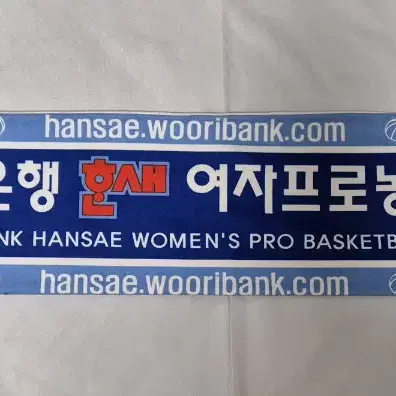 hansae.wooribank.com
은행 한새 여자프로농
NK HANSAE WOMEN'S PRO BASKETB
hansae.wooribank.com